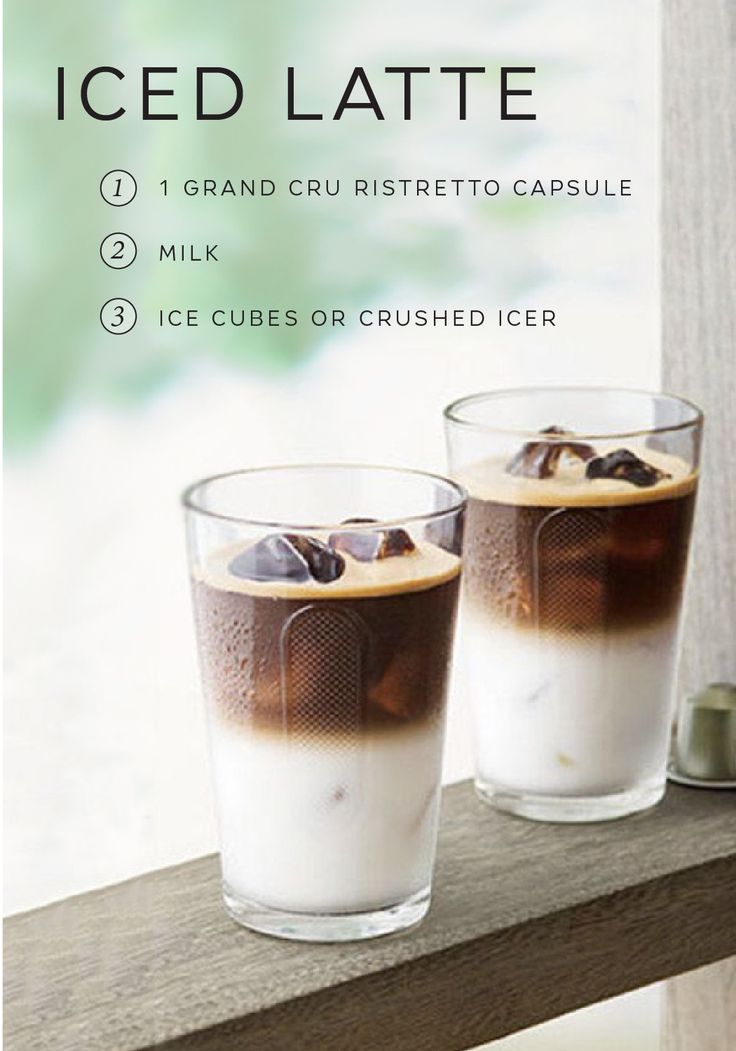 ICED LATTE
1 1 GRAND CRU RISTRETTO CAPSULE
2 MILK
3 ICE CUBES OR CRUSHED ICER